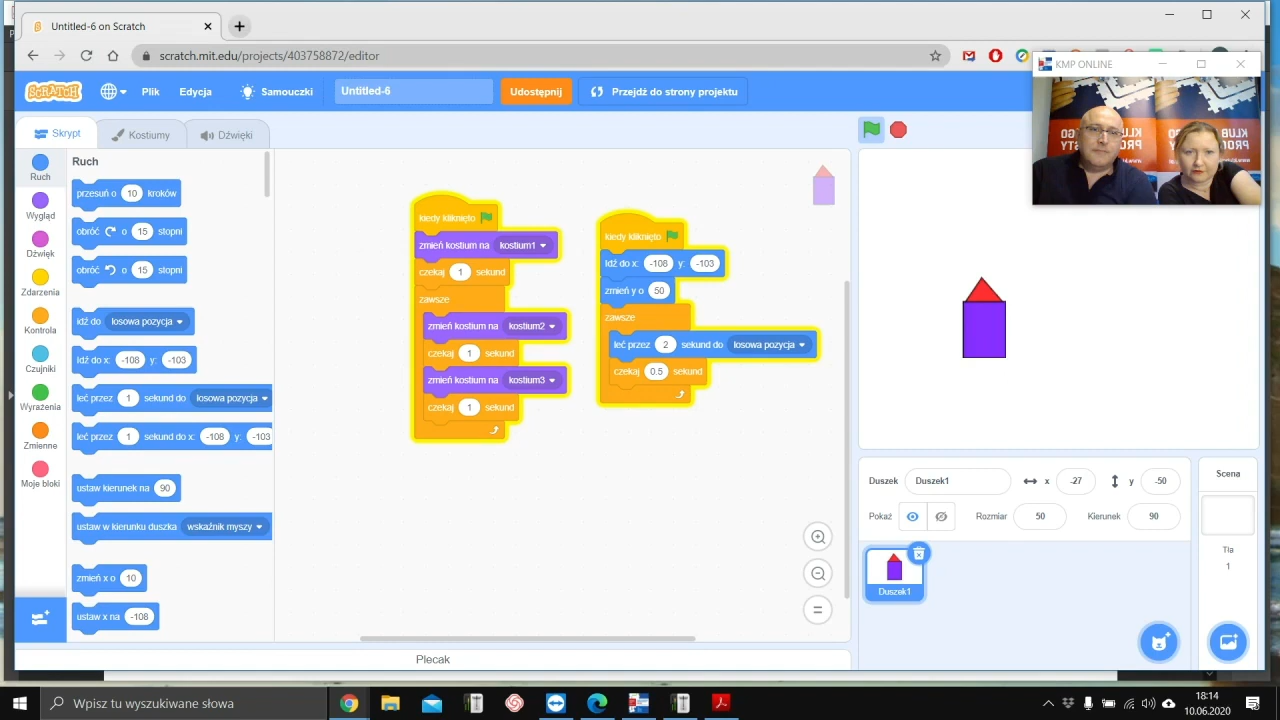 Untitled-6 on Scratch
scratch.mit.edu/projects/403758872/editor
KMP ONLINE
SCRATCH
Plik
Edycja
Samouczki
Untitled-6
Udostępnij
Przejdź do strony projektu
Skrypt
Kostiumy
Dźwięki
Ruch
Wygląd
Dźwięk
Zdarzenia
Kontrola
Czujniki
Wyrażenia
Zmienne
Moje bloki
Ruch
przesuń o 10 kroków
obróć o 15 stopni
obróć o 15 stopni
idź do losowa pozycja
Idź do x: -108 y: -103
leć przez 1 sekund do losowa pozycja
leć przez 1 sekund do x: -108 y: -103
ustaw kierunek na 90
ustaw w kierunku duszka wskaźnik myszy
zmień x o 10
ustaw x na -108
kiedy kliknięto
zmień kostium na kostium1
czekaj 1 sekund
zawsze
zmień kostium na kostium2
czekaj 1 sekund
zmień kostium na kostium3
czekaj 1 sekund
kiedy kliknięto
Idź do x: -108 y: -103
zmień y o 50
zawsze
leć przez 2 sekund do losowa pozycja
czekaj 0.5 sekund
Plecak
Duszek Duszek1 x -27 y -50
Pokaż Rozmiar 50 Kierunek 90
Duszek1
Scena
Tła
1
Wpisz tu wyszukiwane słowa
18:14
10.06.2020